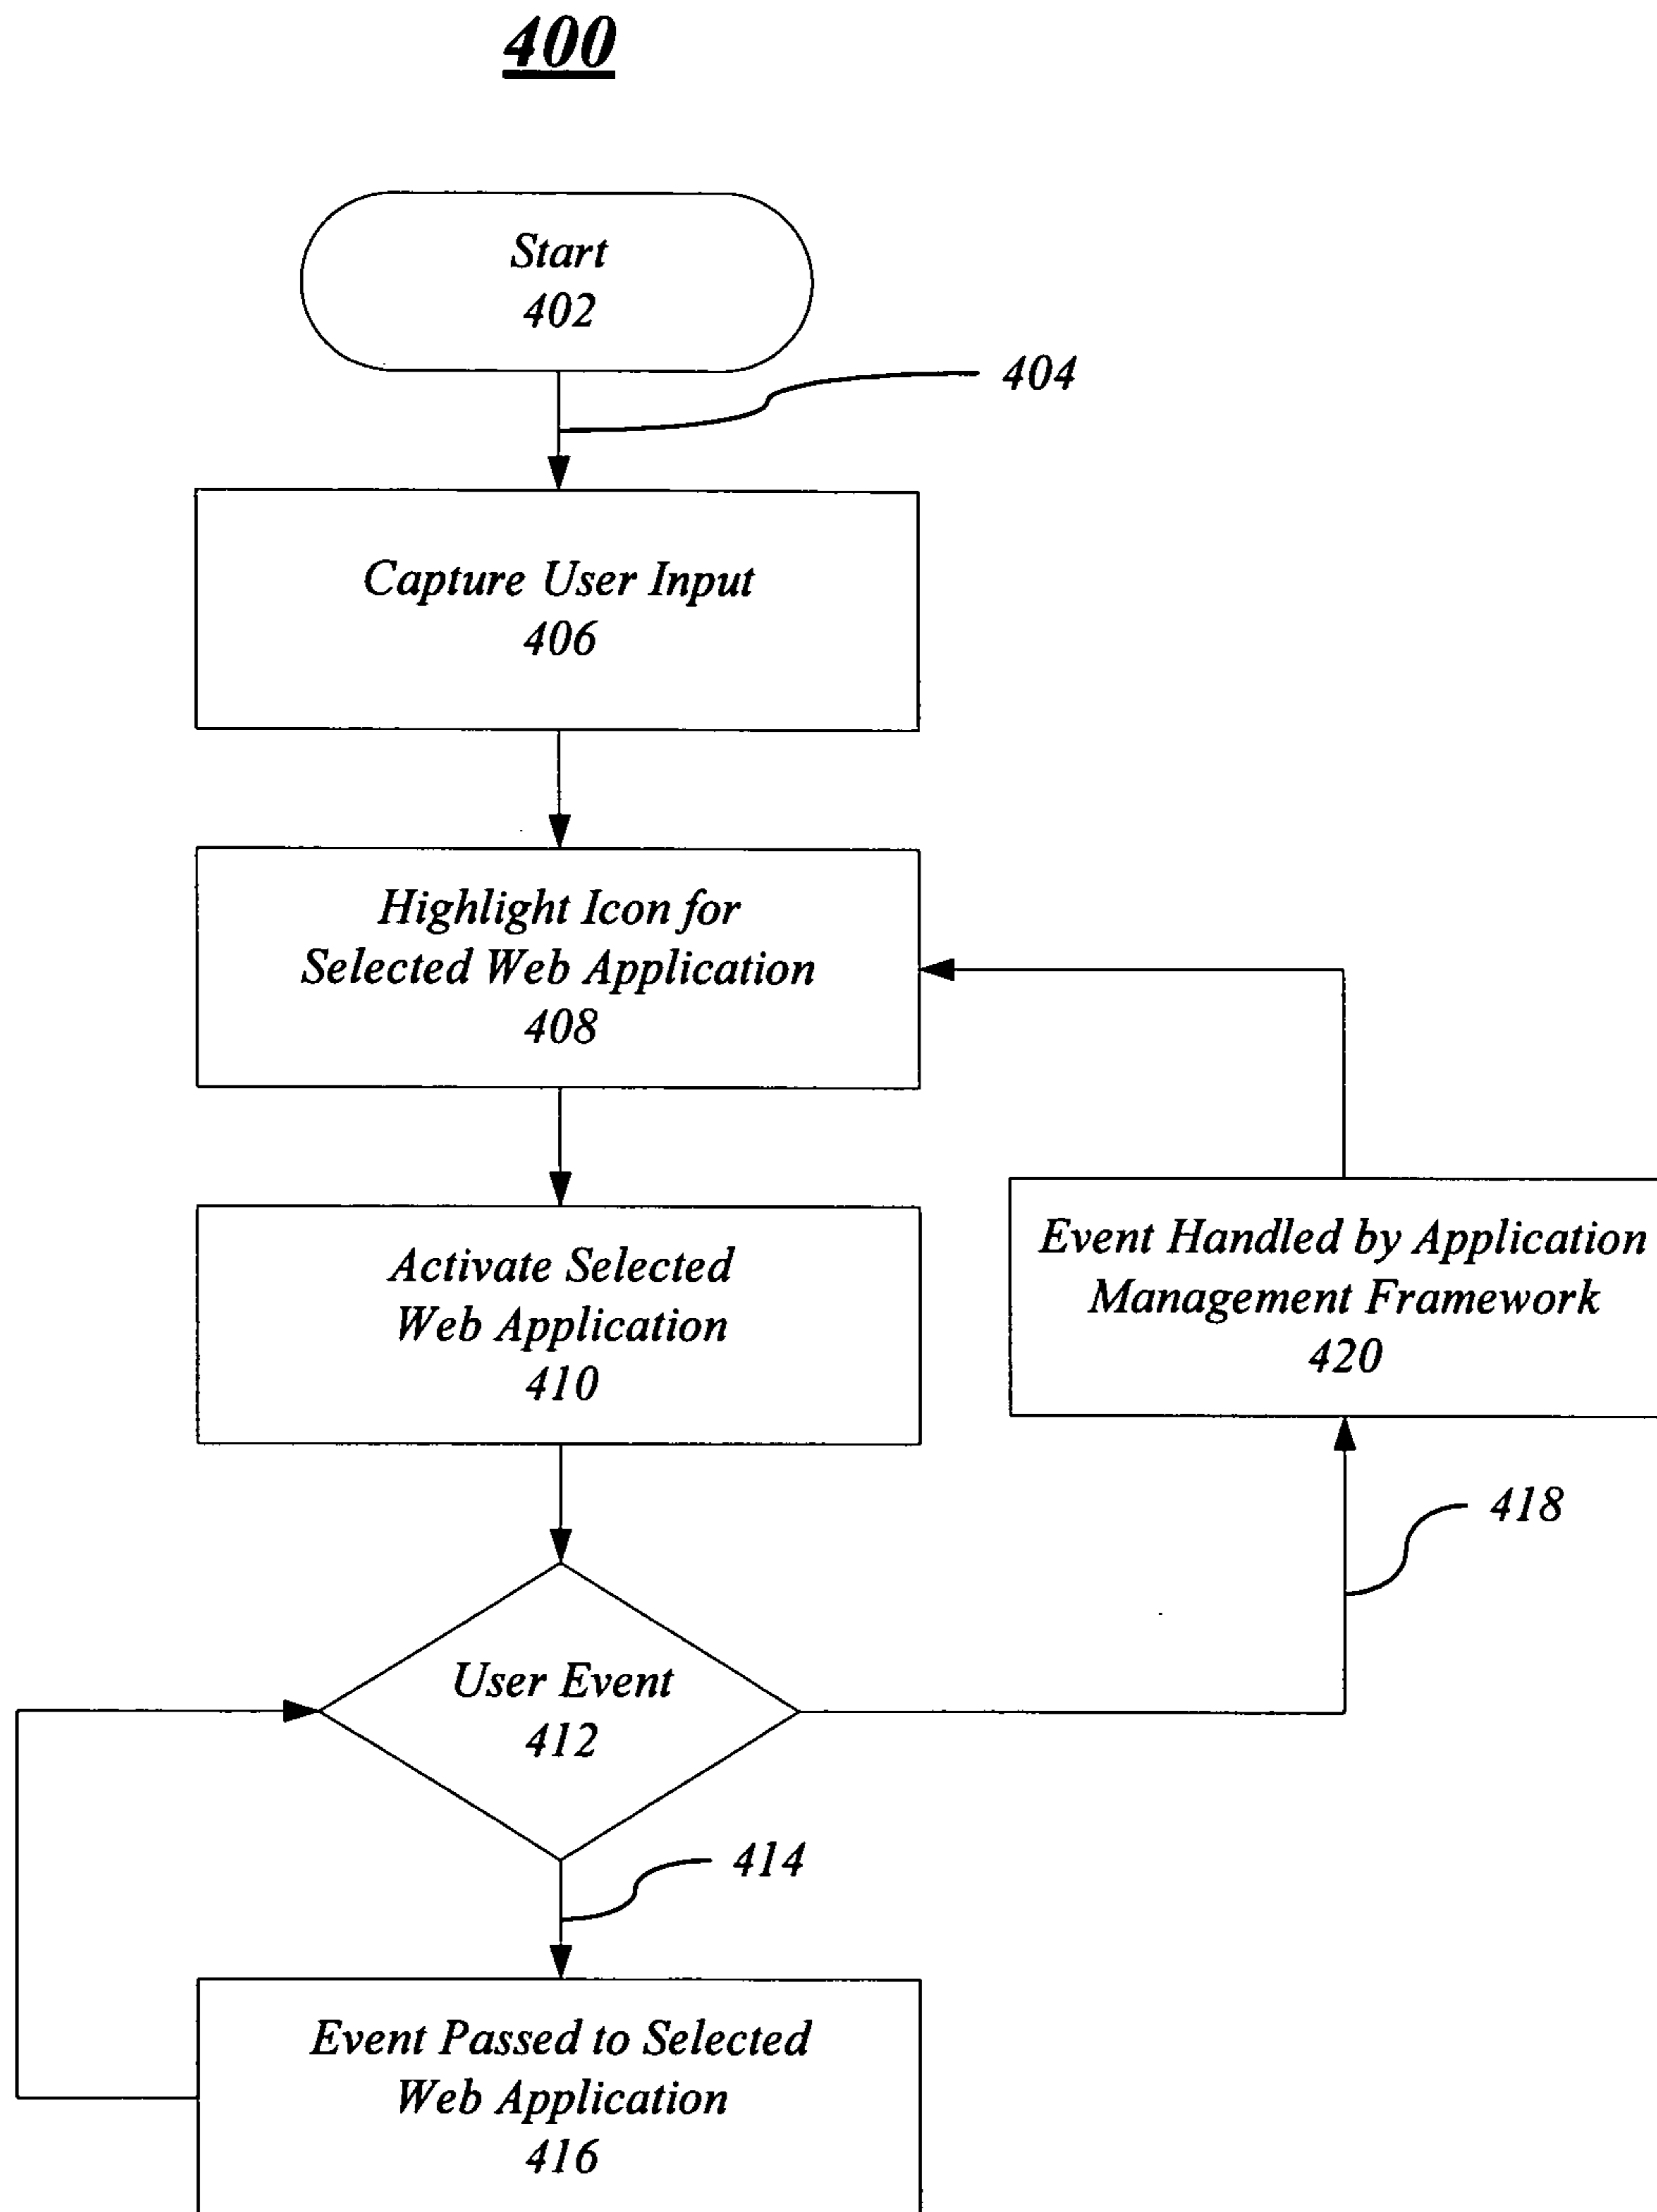 400
Start
402
404
Capture User Input
406
Highlight Icon for
Selected Web Application
408
Activate Selected
Web Application
410
Event Handled by Application
Management Framework
420
418
User Event
412
414
Event Passed to Selected
Web Application
416